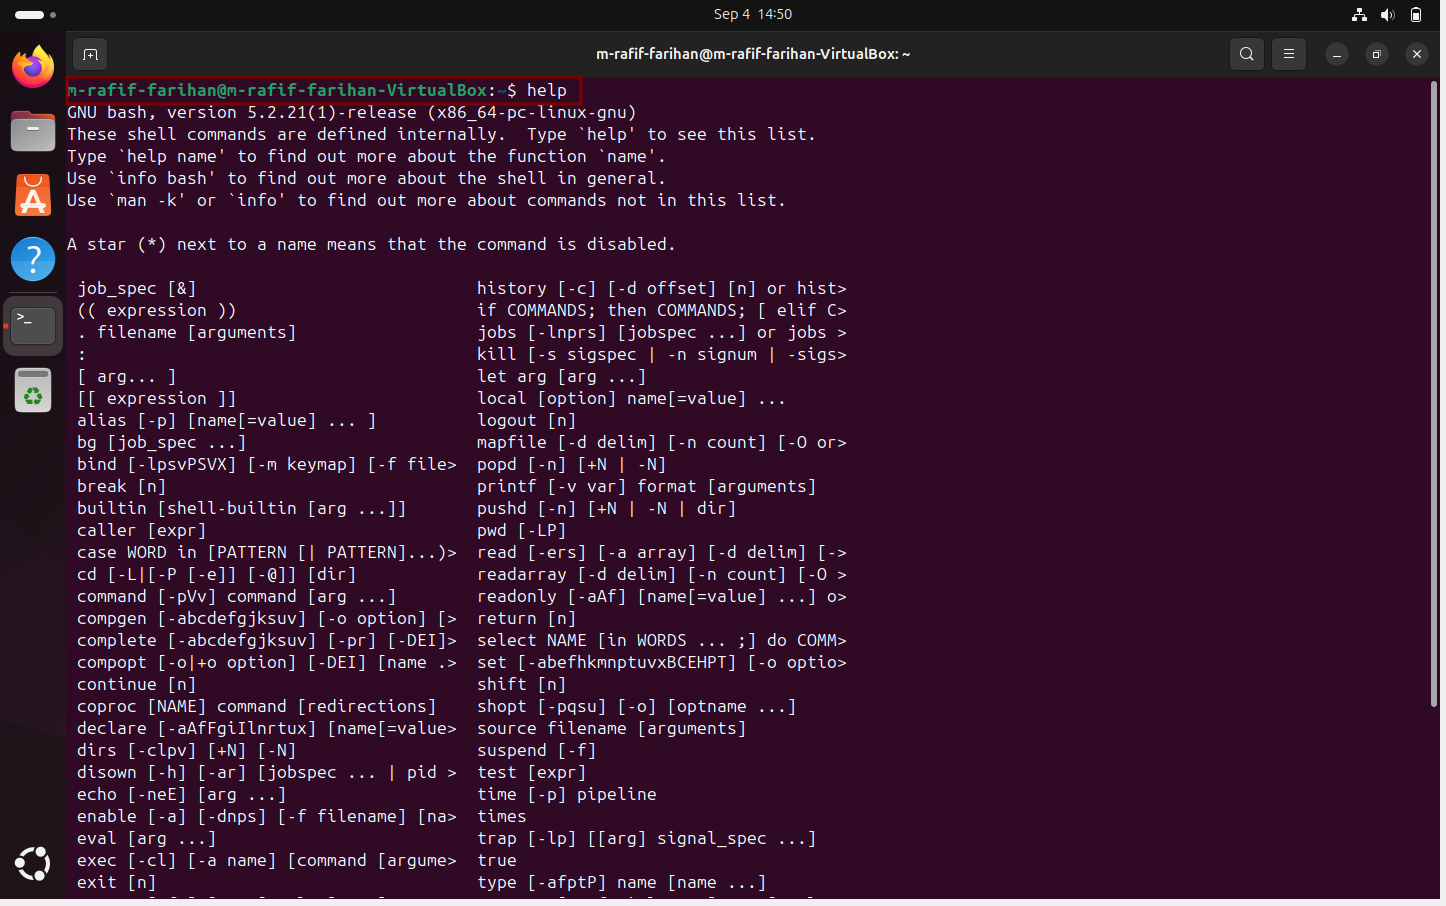 Sep 4 14:50
m-rafif-farihan@m-rafif-farihan-VirtualBox: ~
m-rafif-farihan@m-rafif-farihan-VirtualBox:~$ help
GNU bash, version 5.2.21(1)-release (x86_64-pc-linux-gnu)
These shell commands are defined internally.  Type `help' to see this list.
Type `help name' to find out more about the function `name'.
Use `info bash' to find out more about the shell in general.
Use `man -k' or `info' to find out more about commands not in this list.
A star (*) next to a name means that the command is disabled.
job_spec [&]                            history [-c] [-d offset] [n] or hist>
(( expression ))                        if COMMANDS; then COMMANDS; [ elif C>
. filename [arguments]                  jobs [-lnprs] [jobspec ...] or jobs >
:                                       kill [-s sigspec | -n signum | -sigs>
[ arg... ]                              let arg [arg ...]
[[ expression ]]                        local [option] name[=value] ...
alias [-p] [name[=value] ... ]          logout [n]
bg [job_spec ...]                       mapfile [-d delim] [-n count] [-O or>
bind [-lpsvPSVX] [-m keymap] [-f file>  popd [-n] [+N | -N]
break [n]                               printf [-v var] format [arguments]
builtin [shell-builtin [arg ...]]       pushd [-n] [+N | -N | dir]
caller [expr]                           pwd [-LP]
case WORD in [PATTERN [| PATTERN]...)>  read [-ers] [-a array] [-d delim] [->
cd [-L|[-P [-e]] [-@]] [dir]            readarray [-d delim] [-n count] [-O >
command [-pVv] command [arg ...]        readonly [-aAf] [name[=value] ...] o>
compgen [-abcdefgjksuv] [-o option] [>  return [n]
complete [-abcdefgjksuv] [-pr] [-DEI]>  select NAME [in WORDS ... ;] do COMM>
compopt [-o|+o option] [-DEI] [name .>  set [-abefhkmnptuvxBCEHPT] [-o optio>
continue [n]                            shift [n]
coproc [NAME] command [redirections]    shopt [-pqsu] [-o] [optname ...]
declare [-aAfFgiIlnrtux] [name[=value>  source filename [arguments]
dirs [-clpv] [+N] [-N]                  suspend [-f]
disown [-h] [-ar] [jobspec ... | pid >  test [expr]
echo [-neE] [arg ...]                   time [-p] pipeline
enable [-a] [-dnps] [-f filename] [na>  times
eval [arg ...]                          trap [-lp] [[arg] signal_spec ...]
exec [-cl] [-a name] [command [argume>  true
exit [n]                                type [-afptP] name [name ...]